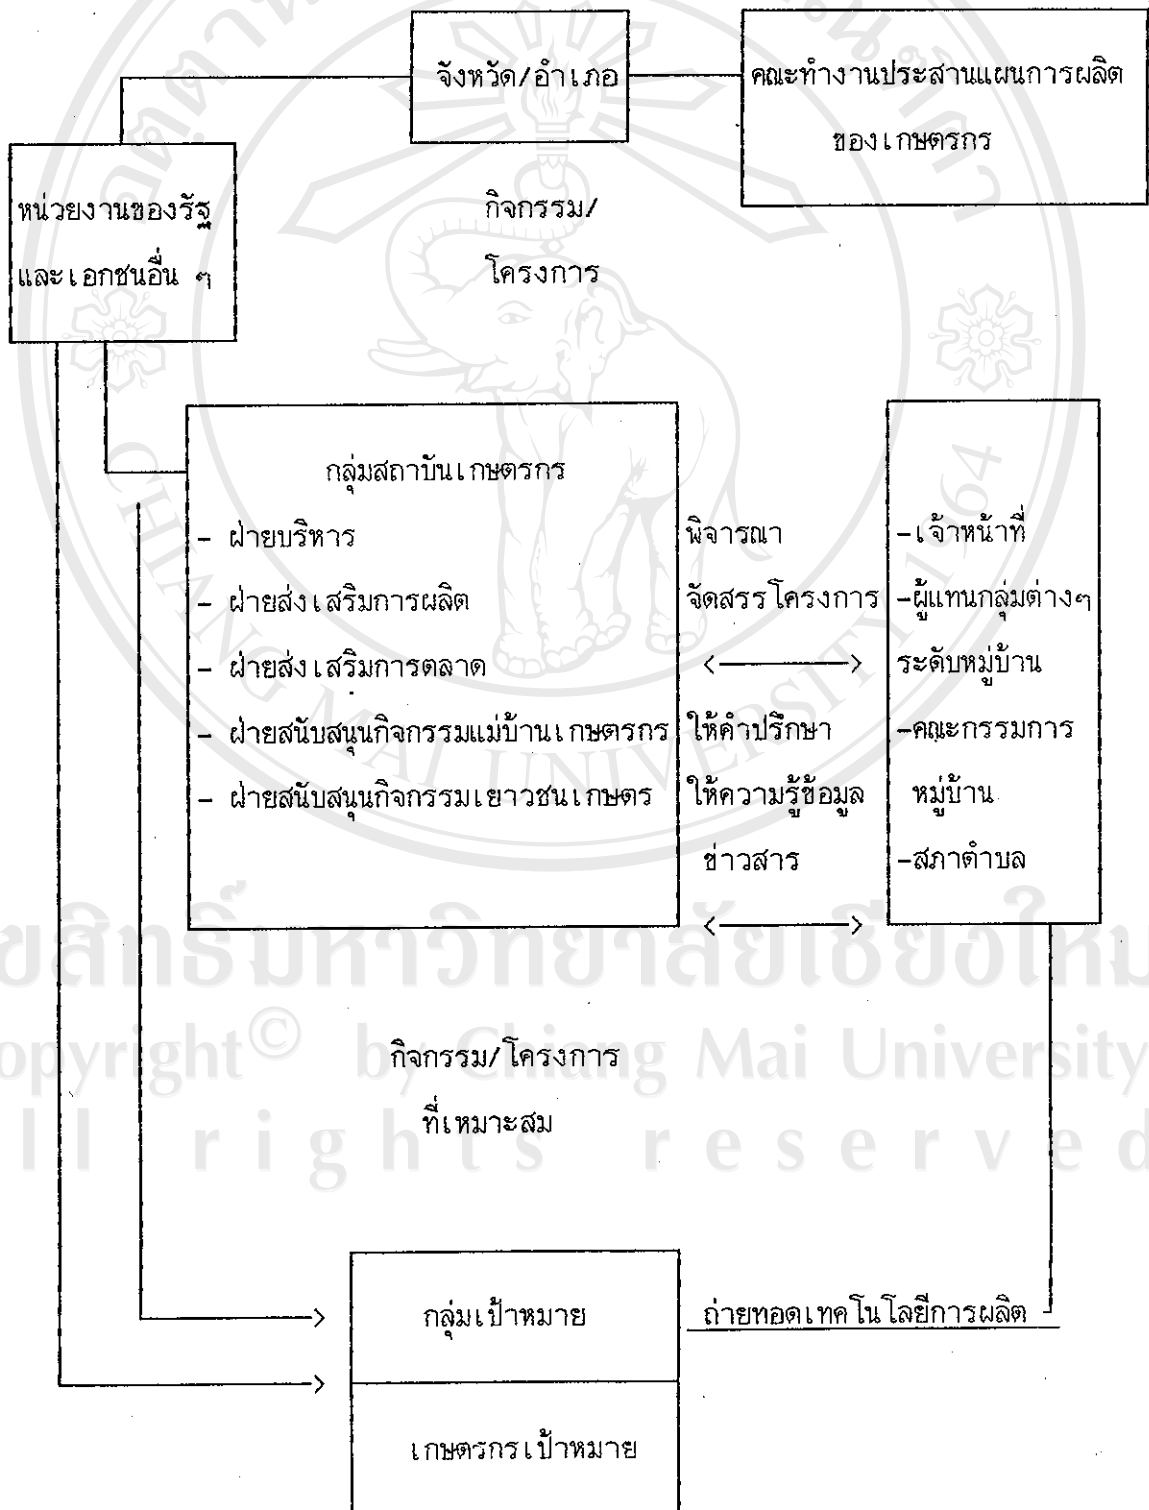 จังหวัด/อำเภอ
คณะทำงานประสานแผนการผลิต
ของเกษตรกร
หน่วยงานของรัฐ
และเอกชนอื่น ๆ
กิจกรรม/
โครงการ
กลุ่มสถาบันเกษตรกร
- ฝ่ายบริหาร
- ฝ่ายส่งเสริมการผลิต
- ฝ่ายส่งเสริมการตลาด
- ฝ่ายสนับสนุนกิจกรรมแม่บ้านเกษตรกร
- ฝ่ายสนับสนุนกิจกรรมเยาวชนเกษตร
พิจารณา
จัดสรรโครงการ
ให้คำปรึกษา
ให้ความรู้ข้อมูล
ข่าวสาร
-เจ้าหน้าที่
-ผู้แทนกลุ่มต่างๆ
ระดับหมู่บ้าน
-คณะกรรมการ
หมู่บ้าน
-สภาตำบล
กิจกรรม/โครงการ
ที่เหมาะสม
กลุ่มเป้าหมาย
ถ่ายทอดเทคโนโลยีการผลิต
เกษตรกรเป้าหมาย
CHIANG MAI UNIVERSITY 1964
ขสิทธิ์มหาวิทยาลัยเชียงใหม
opyright© by Chiang Mai University
ll rights reserved